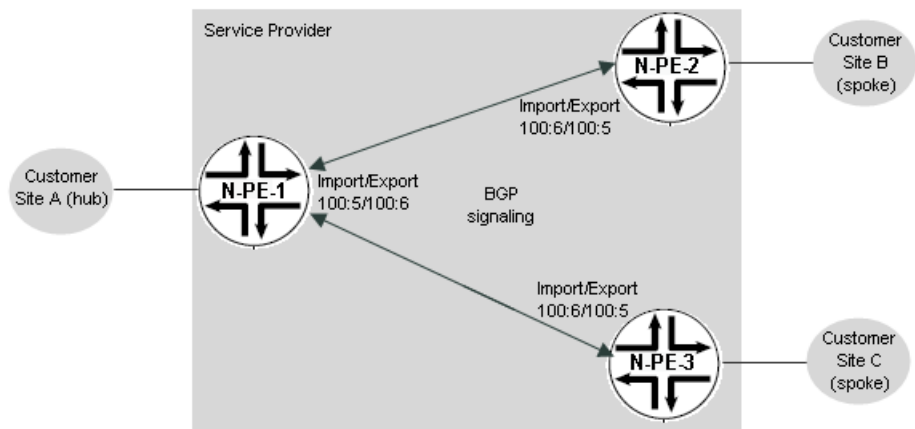 Service Provider
Customer
Site A (hub)
N-PE-1
Import/Export
100:5/100:6
Import/Export
100:6/100:5
N-PE-2
Customer
Site B
(spoke)
BGP
signaling
Import/Export
100:6/100:5
N-PE-3
Customer
Site C
(spoke)